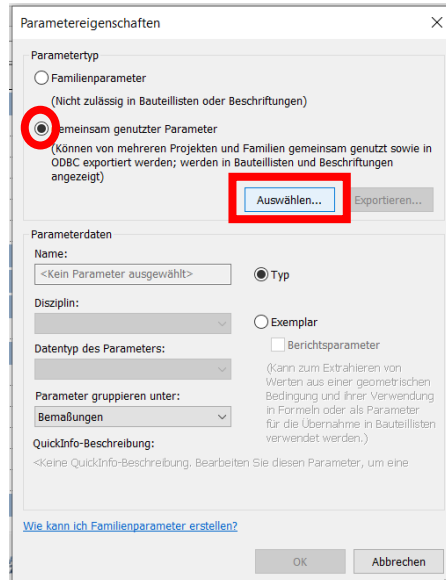 Parametereigenschaften
Parametertyp
Familienparameter
(Nicht zulässig in Bauteillisten oder Beschriftungen)
Gemeinsam genutzter Parameter
(Können von mehreren Projekten und Familien gemeinsam genutzt sowie in
ODBC exportiert werden; werden in Bauteillisten und Beschriftungen
angezeigt)
Auswählen...
Exportieren...
Parameterdaten
Name:
<Kein Parameter ausgewählt>
Typ
Disziplin:
Exemplar
Datentyp des Parameters:
Berichtsparameter
(Kann zum Extrahieren von
Werten aus einer geometrischen
Bedingung und ihrer Verwendung
in Formeln oder als Parameter
für die Übernahme in Bauteillisten
verwendet werden.)
Parameter gruppieren unter:
Bemaßungen
QuickInfo-Beschreibung:
<Keine QuickInfo-Beschreibung. Bearbeiten Sie diesen Parameter, um eine
Wie kann ich Familienparameter erstellen?
OK
Abbrechen